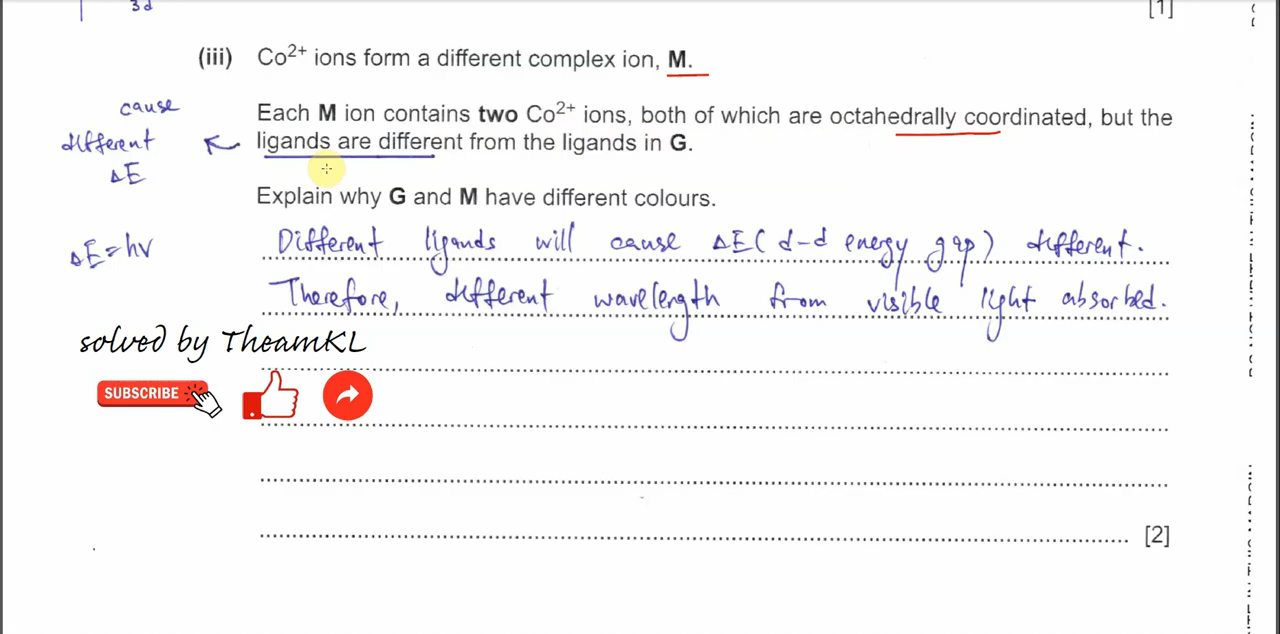 3d
[1]
(iii) Co²⁺ ions form a different complex ion, M.
cause
different
ΔE
Each M ion contains two Co²⁺ ions, both of which are octahedrally coordinated, but the
ligands are different from the ligands in G.
Explain why G and M have different colours.
ΔE=hν
Different ligands will cause ΔE (d-d energy gap) different.
Therefore, different wavelength from visible light absorbed.
solved by TheamKL
SUBSCRIBE
[2]